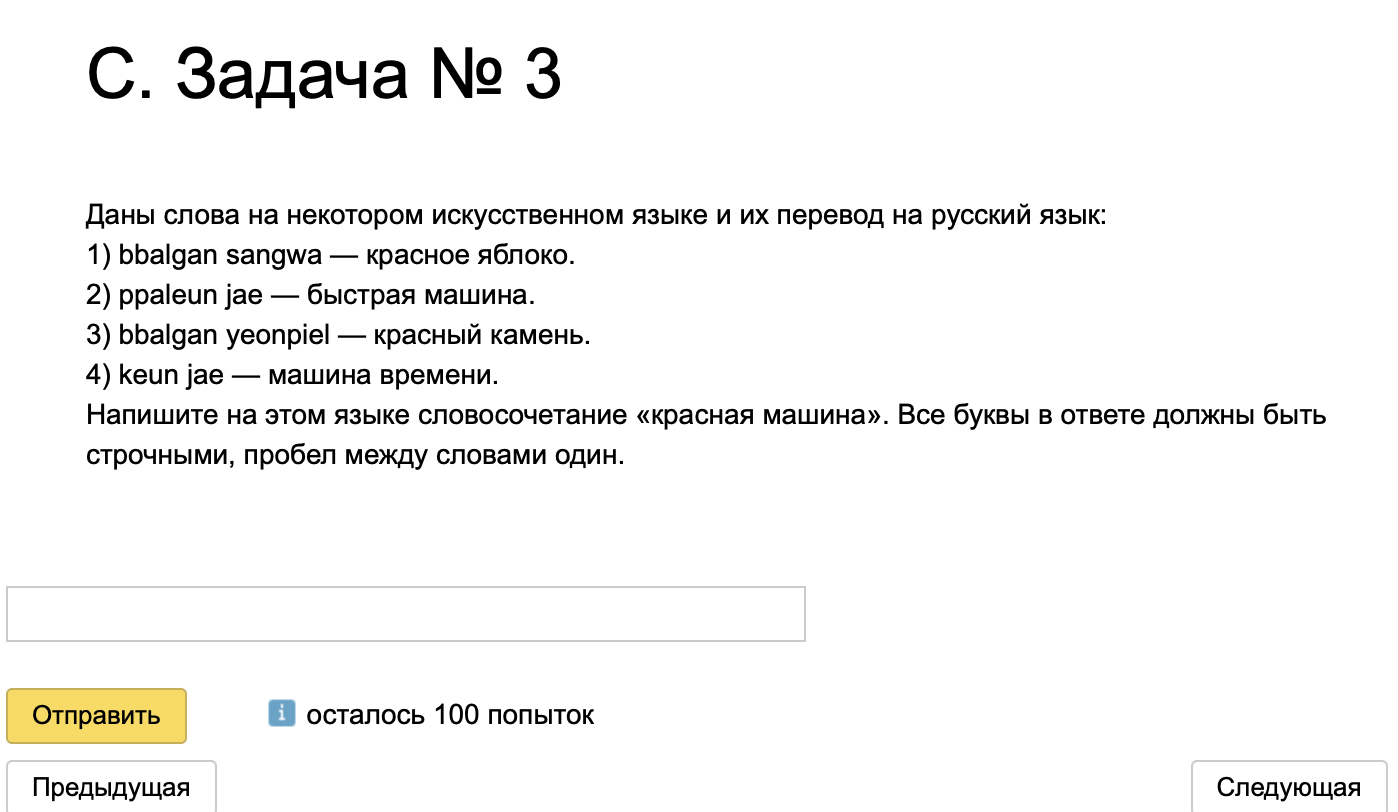 C. Задача № 3
Даны слова на некотором искусственном языке и их перевод на русский язык:
1) bbalgan sangwa — красное яблоко.
2) ppaleun jae — быстрая машина.
3) bbalgan yeonpiel — красный камень.
4) keun jae — машина времени.
Напишите на этом языке словосочетание «красная машина». Все буквы в ответе должны быть
строчными, пробел между словами один.
Отправить
i осталось 100 попыток
Предыдущая
Следующая